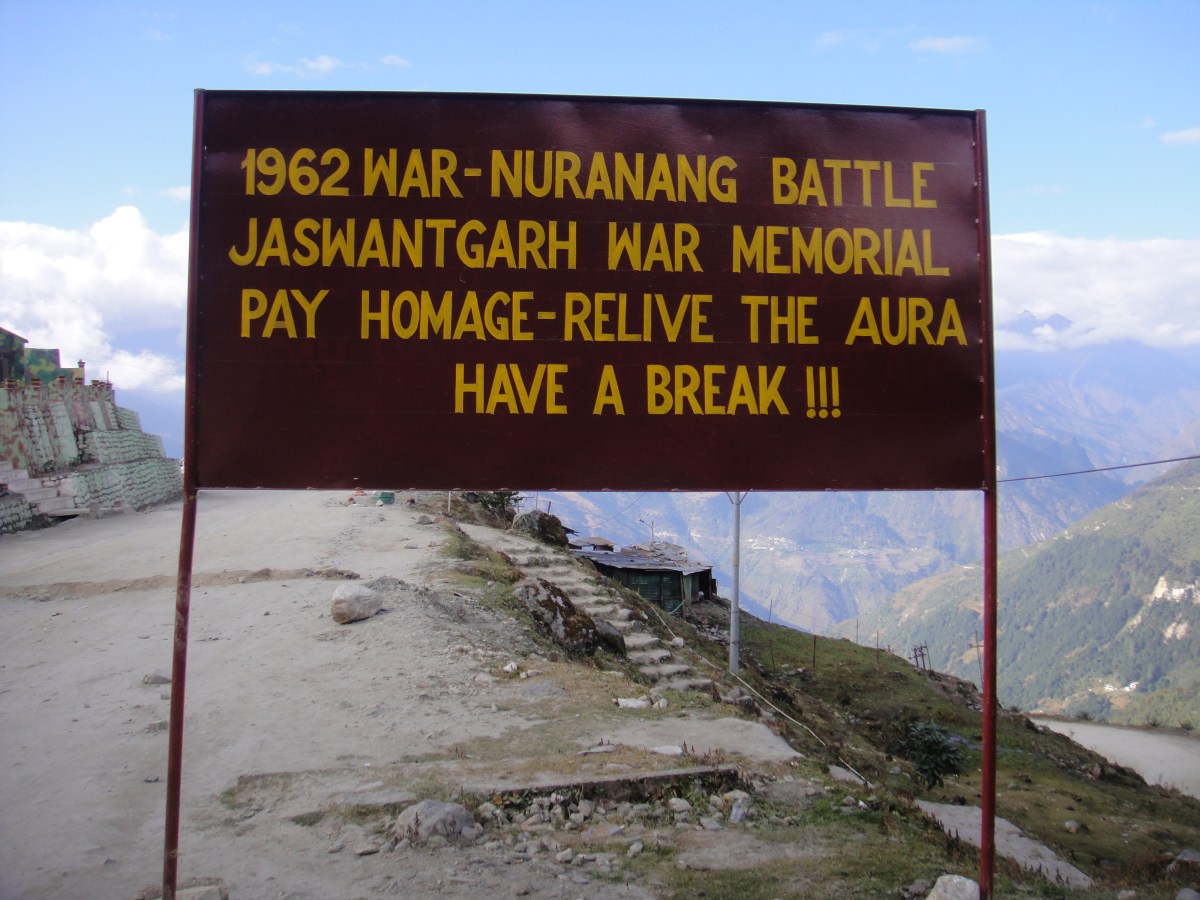 1962 WAR-NURANANG BATTLE
JASWANTGARH WAR MEMORIAL
PAY HOMAGE-RELIVE THE AURA
HAVE A BREAK !!!